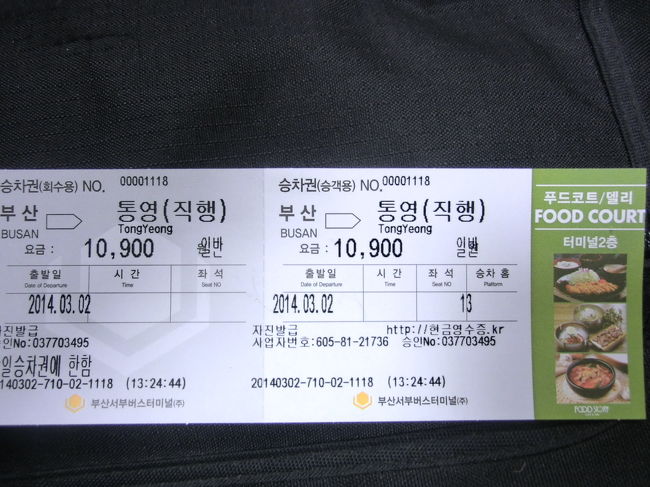 승차권(회수용) NO. 00001118
부 산 통영(직행)
BUSAN TongYeong
요금 : 10,900 원 일반
출발일 시 간 좌 석
Date of Departure Time Seat NO
2014.03.02
자진발급
인No:037703495
일승차권에 한함
0140302-710-02-1118 (13:24:44)
부산서부버스터미널(주)
승차권(승객용) NO. 00001118
부 산 통영(직행)
BUSAN TongYeong
요금 : 10,900 원 일반
출발일 시 간 좌 석 승차 홈
Date of Departure Time Seat NO Platform
2014.03.02 13
자진발급 http://현금영수증.kr
사업자번호:605-81-21736 승인No:037703495
20140302-710-02-1118 (13:24:44)
부산서부버스터미널(주)
푸드코트/델리
FOOD COURT
터미널2층
FOOD STORY